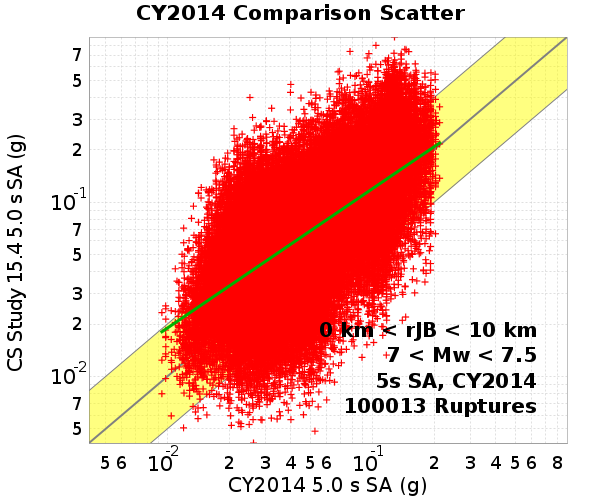 CY2014 Comparison Scatter
CS Study 15.4 5.0 s SA (g)
7
5
3
2
10-1
7
5
3
2
10-2
7
5
0 km < rJB < 10 km
7 < Mw < 7.5
5s SA, CY2014
100013 Ruptures
5 6 10-2 2 3 4 5 6 10-1 2 3 4 5 6 8
CY2014 5.0 s SA (g)